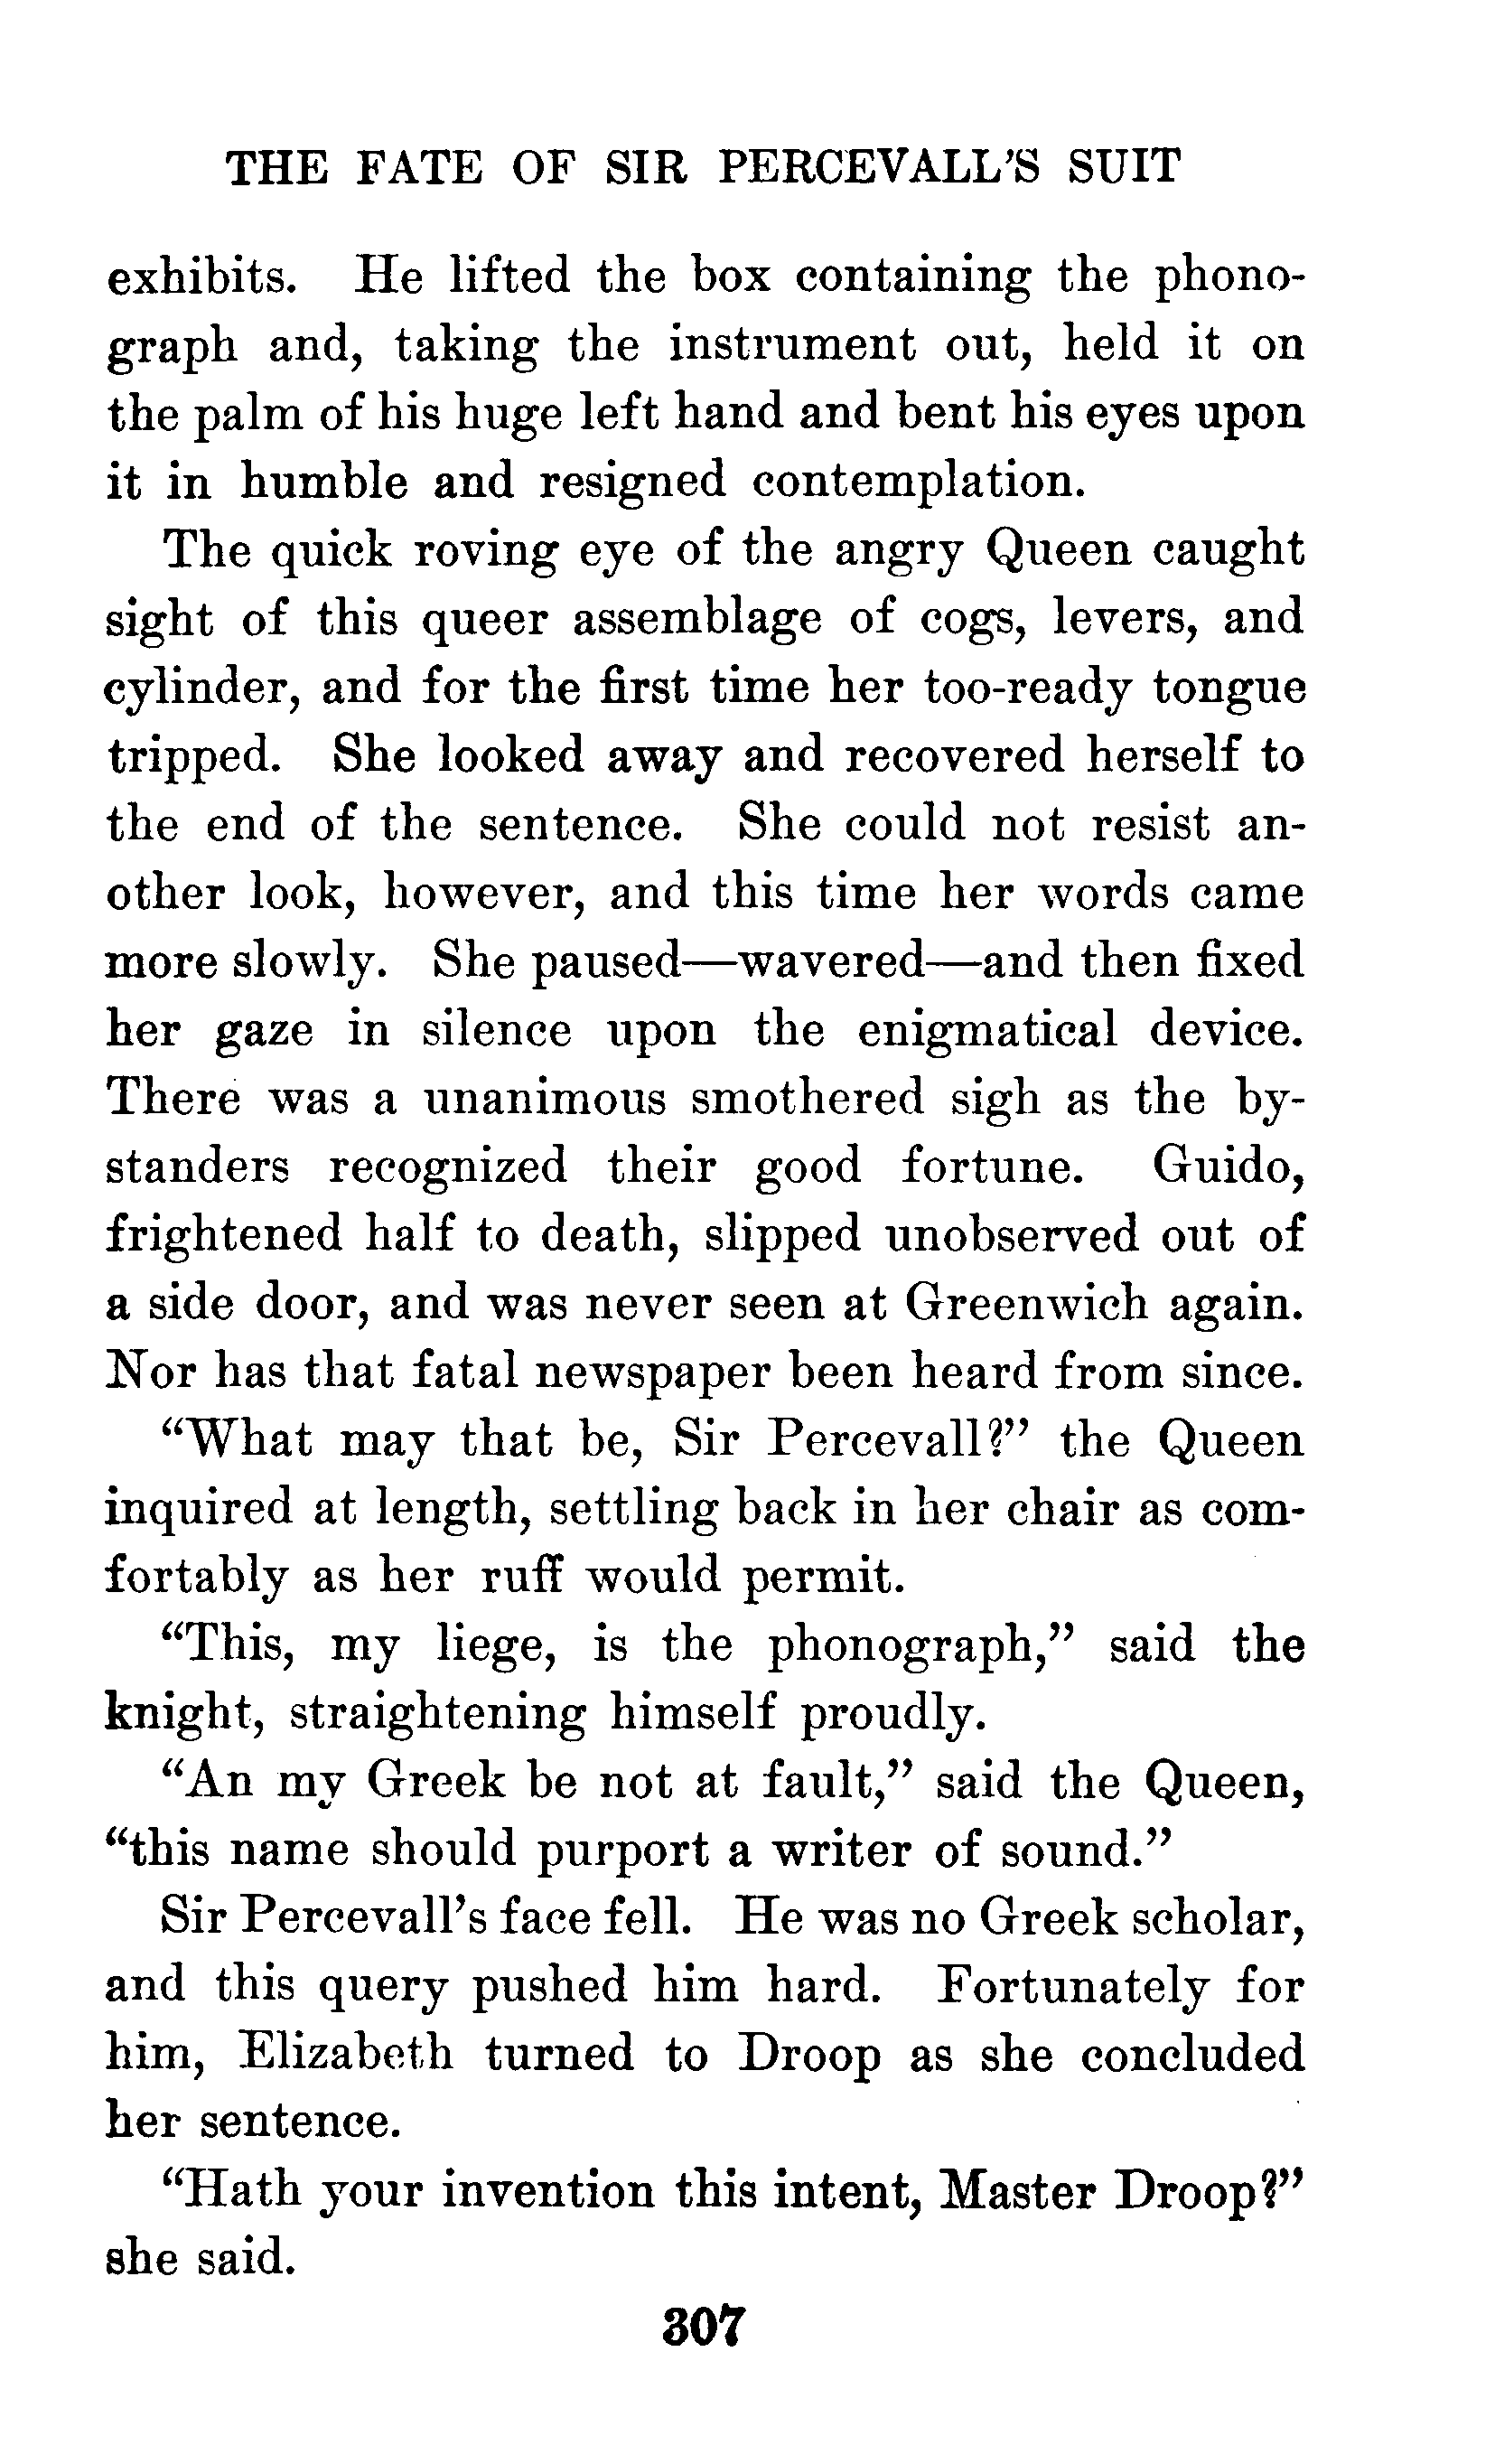 THE FATE OF SIR PERCEVALL'S SUIT
exhibits. He lifted the box containing the phono-
graph and, taking the instrument out, held it on
the palm of his huge left hand and bent his eyes upon
it in humble and resigned contemplation.
The quick roving eye of the angry Queen caught
sight of this queer assemblage of cogs, levers, and
cylinder, and for the first time her too-ready tongue
tripped. She looked away and recovered herself to
the end of the sentence. She could not resist an-
other look, however, and this time her words came
more slowly. She paused—wavered—and then fixed
her gaze in silence upon the enigmatical device.
There was a unanimous smothered sigh as the by-
standers recognized their good fortune. Guido,
frightened half to death, slipped unobserved out of
a side door, and was never seen at Greenwich again.
Nor has that fatal newspaper been heard from since.
“What may that be, Sir Percevall?” the Queen
inquired at length, settling back in her chair as com-
fortably as her ruff would permit.
“This, my liege, is the phonograph,” said the
knight, straightening himself proudly.
“An my Greek be not at fault,” said the Queen,
“this name should purport a writer of sound.”
Sir Percevall’s face fell. He was no Greek scholar,
and this query pushed him hard. Fortunately for
him, Elizabeth turned to Droop as she concluded
her sentence.
“Hath your invention this intent, Master Droop?”
she said.
307